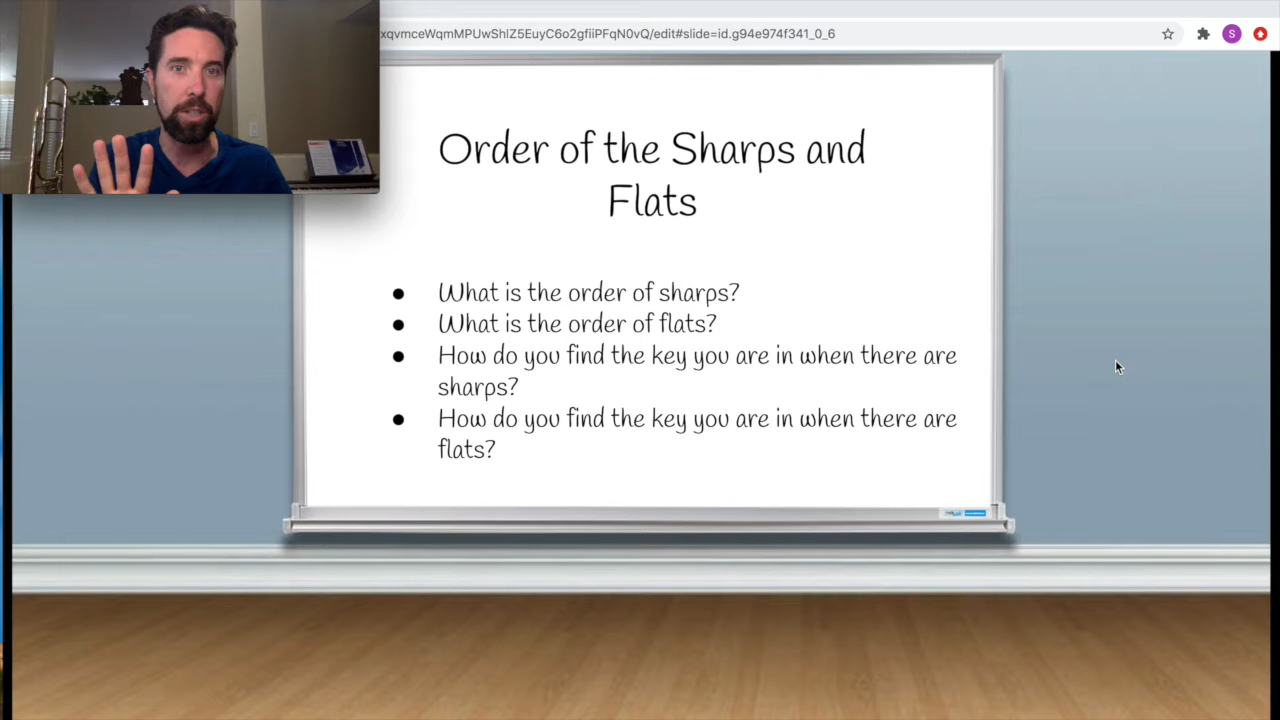 xqvmceWqmMPUwShlZ5EuyC6o2gfiiPFqN0vQ/edit#slide=id.g94e974f341_0_6
S
Order of the Sharps and
Flats
● What is the order of sharps?
● What is the order of flats?
● How do you find the key you are in when there are
sharps?
● How do you find the key you are in when there are
flats?